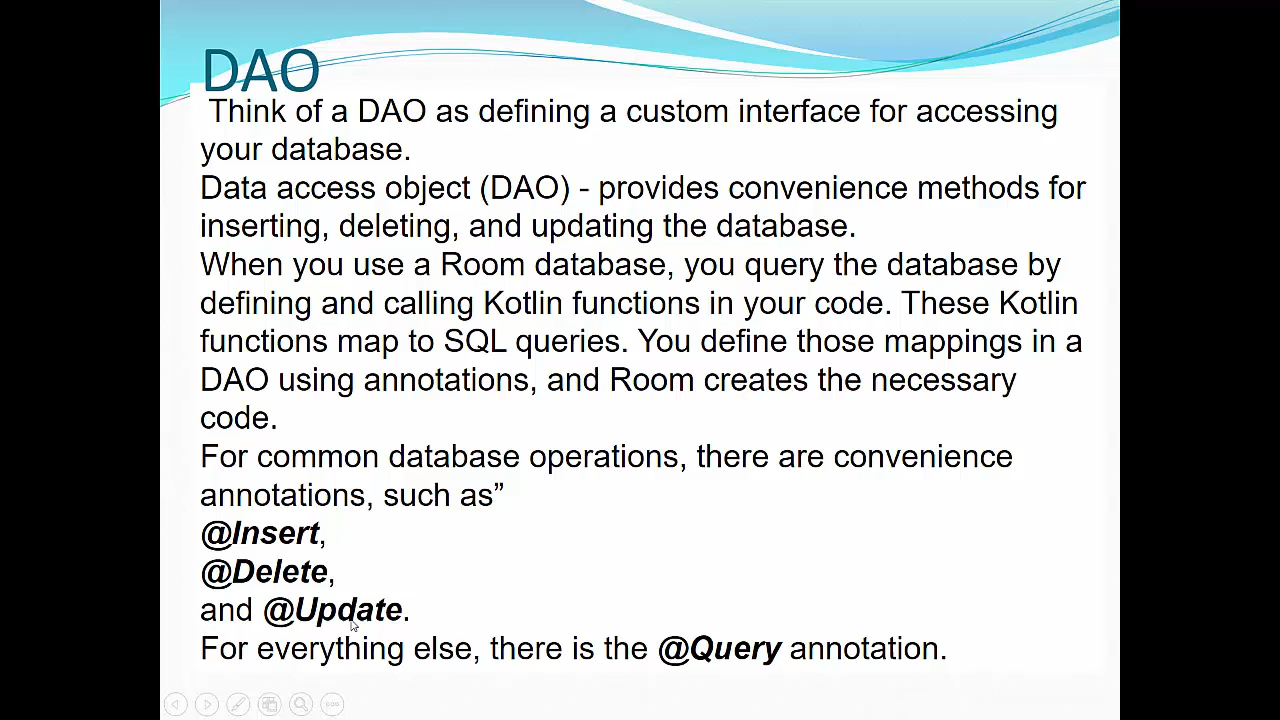 DAO
Think of a DAO as defining a custom interface for accessing
your database.
Data access object (DAO) - provides convenience methods for
inserting, deleting, and updating the database.
When you use a Room database, you query the database by
defining and calling Kotlin functions in your code. These Kotlin
functions map to SQL queries. You define those mappings in a
DAO using annotations, and Room creates the necessary
code.
For common database operations, there are convenience
annotations, such as”
@Insert,
@Delete,
and @Update.
For everything else, there is the @Query annotation.